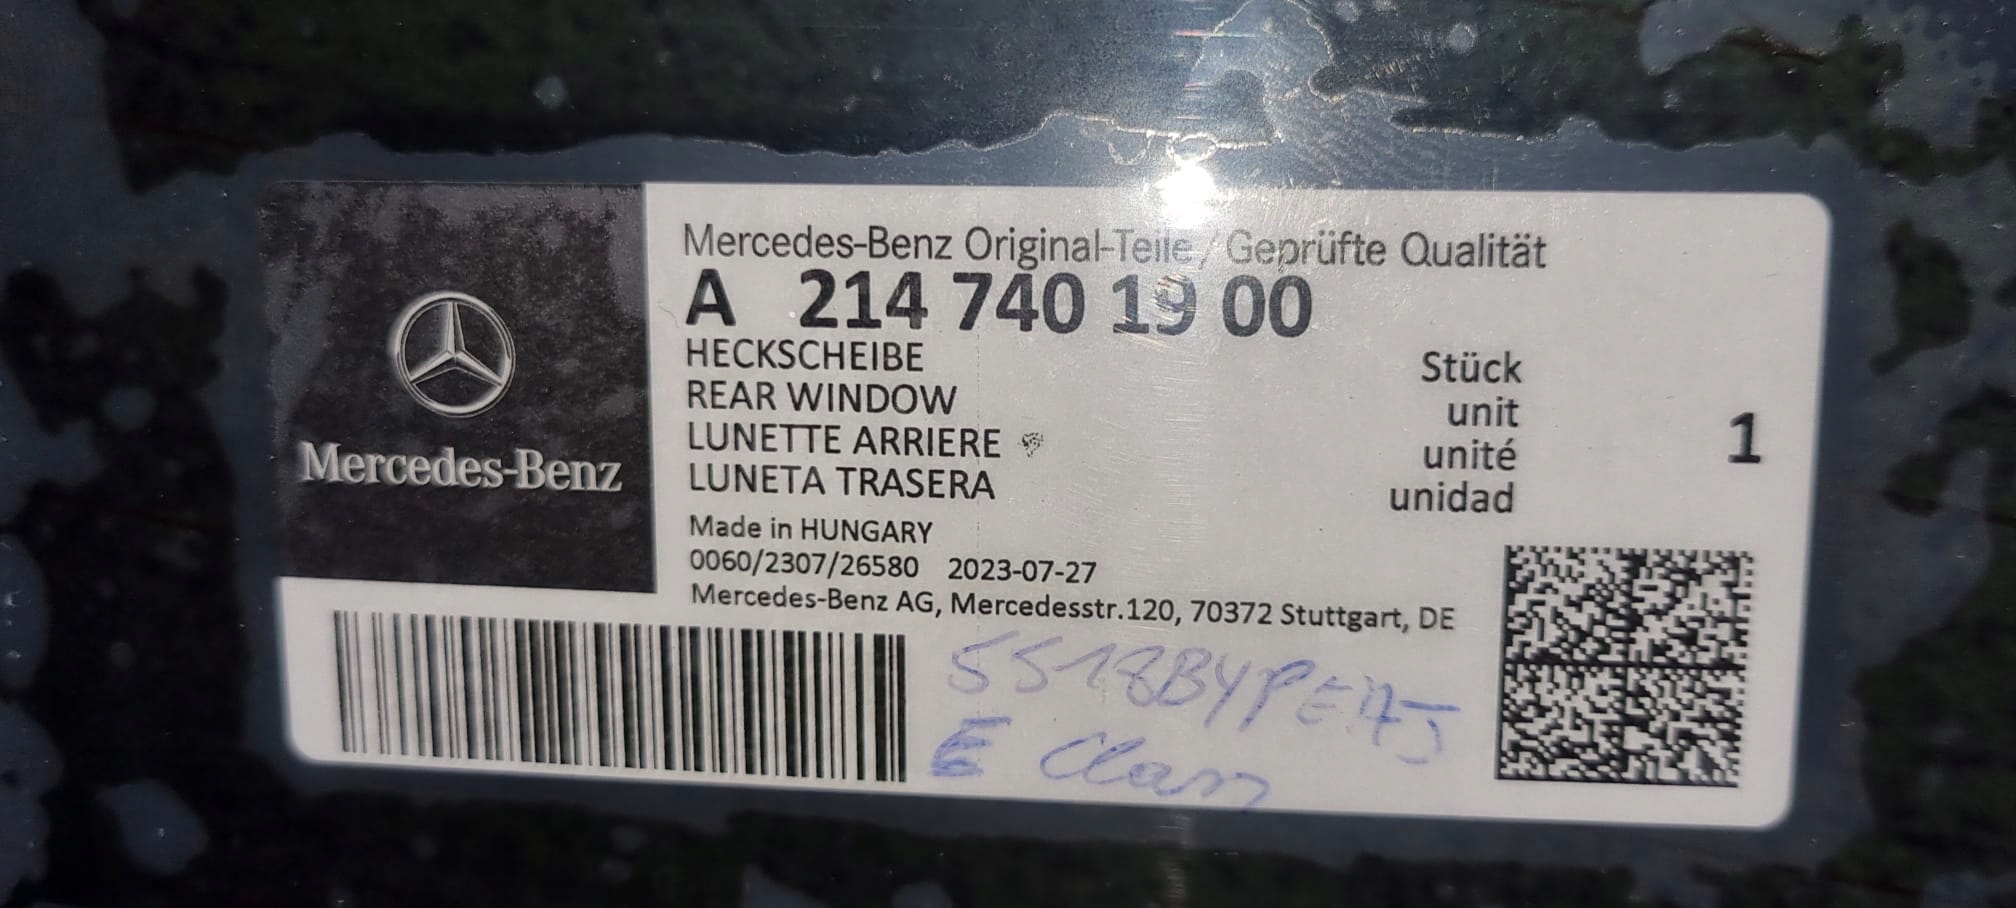 Mercedes-Benz
Mercedes-Benz Original-Teile / Geprüfte Qualität
A 214 740 19 00
HECKSCHEIBE
REAR WINDOW
LUNETTE ARRIERE
LUNETA TRASERA
Stück
unit
unité
unidad
1
Made in HUNGARY
0060/2307/26580 2023-07-27
Mercedes-Benz AG, Mercedesstr.120, 70372 Stuttgart, DE
E Class